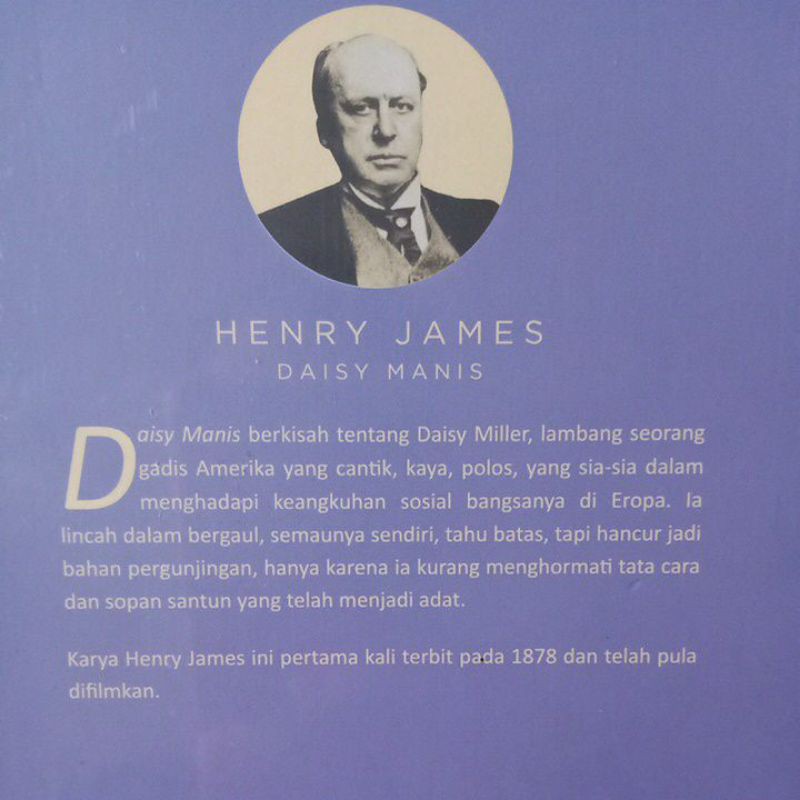 HENRY JAMES
DAISY MANIS
Daisy Manis berkisah tentang Daisy Miller, lambang seorang
gadis Amerika yang cantik, kaya, polos, yang sia-sia dalam
menghadapi keangkuhan sosial bangsanya di Eropa. Ia
lincah dalam bergaul, semaunya sendiri, tahu batas, tapi hancur jadi
bahan pergunjingan, hanya karena ia kurang menghormati tata cara
dan sopan santun yang telah menjadi adat.
Karya Henry James ini pertama kali terbit pada 1878 dan telah pula
difilmkan.